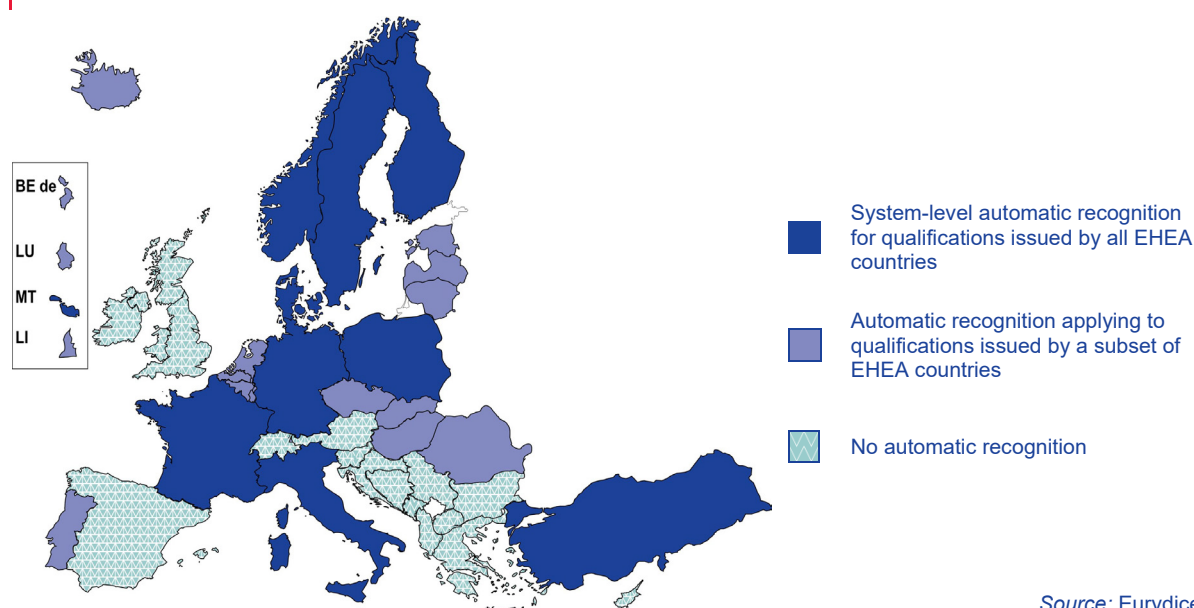 BE de
LU
MT
LI
System-level automatic recognition
for qualifications issued by all EHEA
countries
Automatic recognition applying to
qualifications issued by a subset of
EHEA countries
No automatic recognition
Source: Eurydice